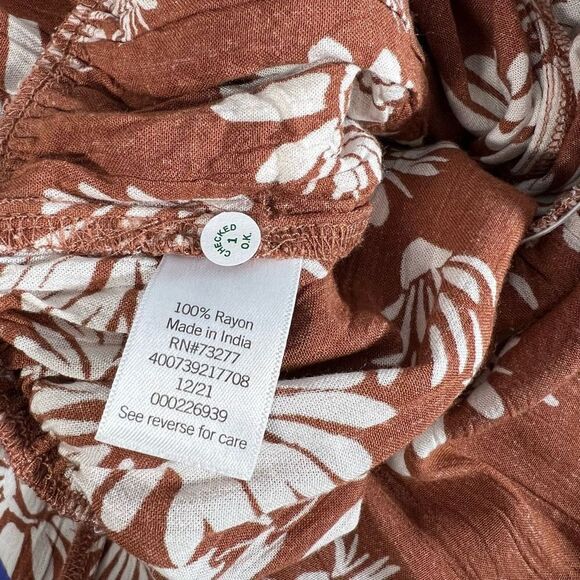 CHECKED
1
O.K.
100% Rayon
Made in India
RN#73277
400739217708
12/21
000226939
See reverse for care